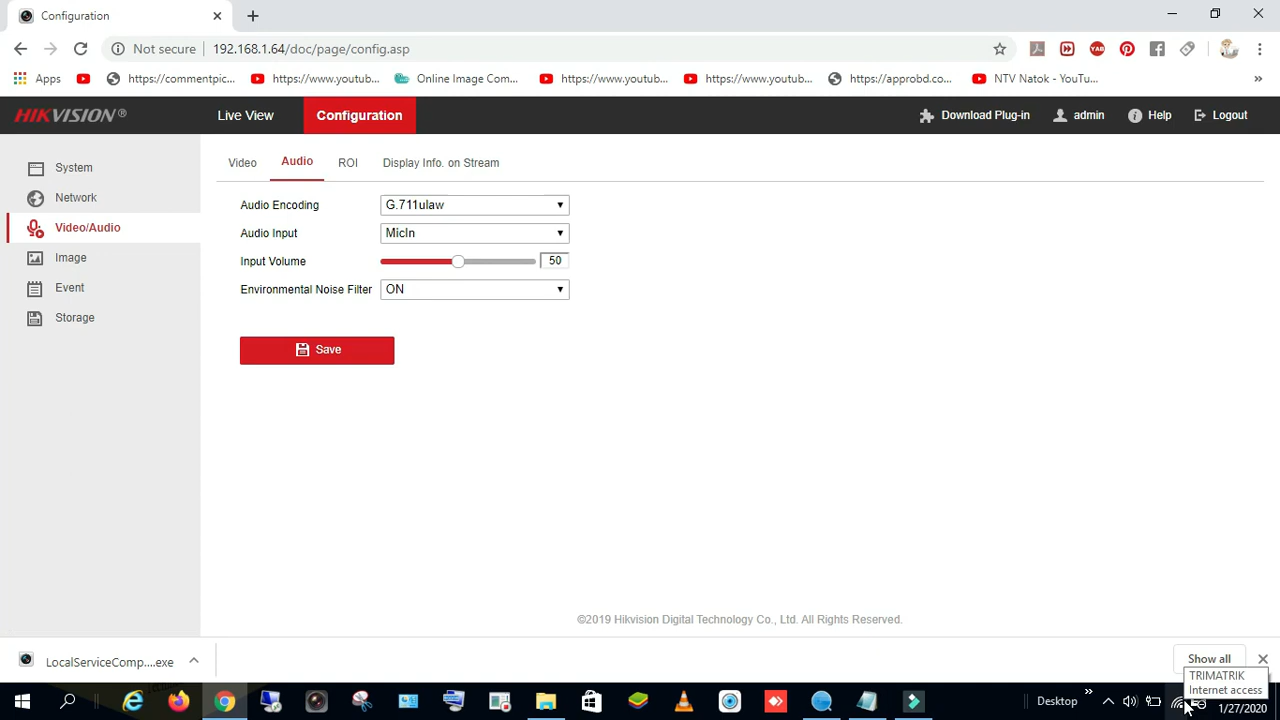 Configuration
Not secure
192.168.1.64/doc/page/config.asp
Apps
https://commentpic...
https://www.youtub...
Online Image Com...
https://www.youtub...
https://www.youtub...
https://approbd.co...
NTV Natok - YouTu...
»
HIKVISION®
Live View
Configuration
Download Plug-in
admin
Help
Logout
System
Network
Video/Audio
Image
Event
Storage
Video
Audio
ROI
Display Info. on Stream
Audio Encoding
G.711ulaw
Audio Input
MicIn
Input Volume
50
Environmental Noise Filter
ON
Save
©2019 Hikvision Digital Technology Co., Ltd. All Rights Reserved.
LocalServiceComp....exe
Show all
TRIMATRIK
Internet access
Desktop
»
1/27/2020